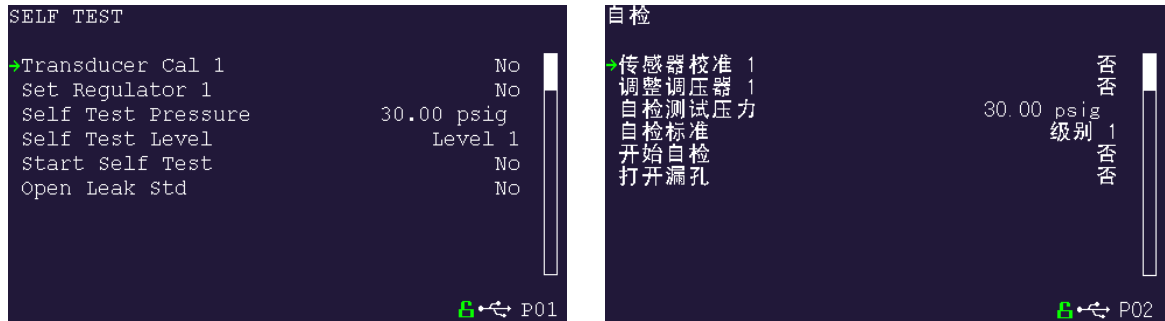 SELF TEST
→Transducer Cal 1 No
Set Regulator 1 No
Self Test Pressure 30.00 psig
Self Test Level Level 1
Start Self Test No
Open Leak Std No
P01
自检
→传感器校准 1 否
调整调压器 1 否
自检测试压力 30.00 psig
自检标准 级别 1
开始自检 否
打开漏孔 否
P02